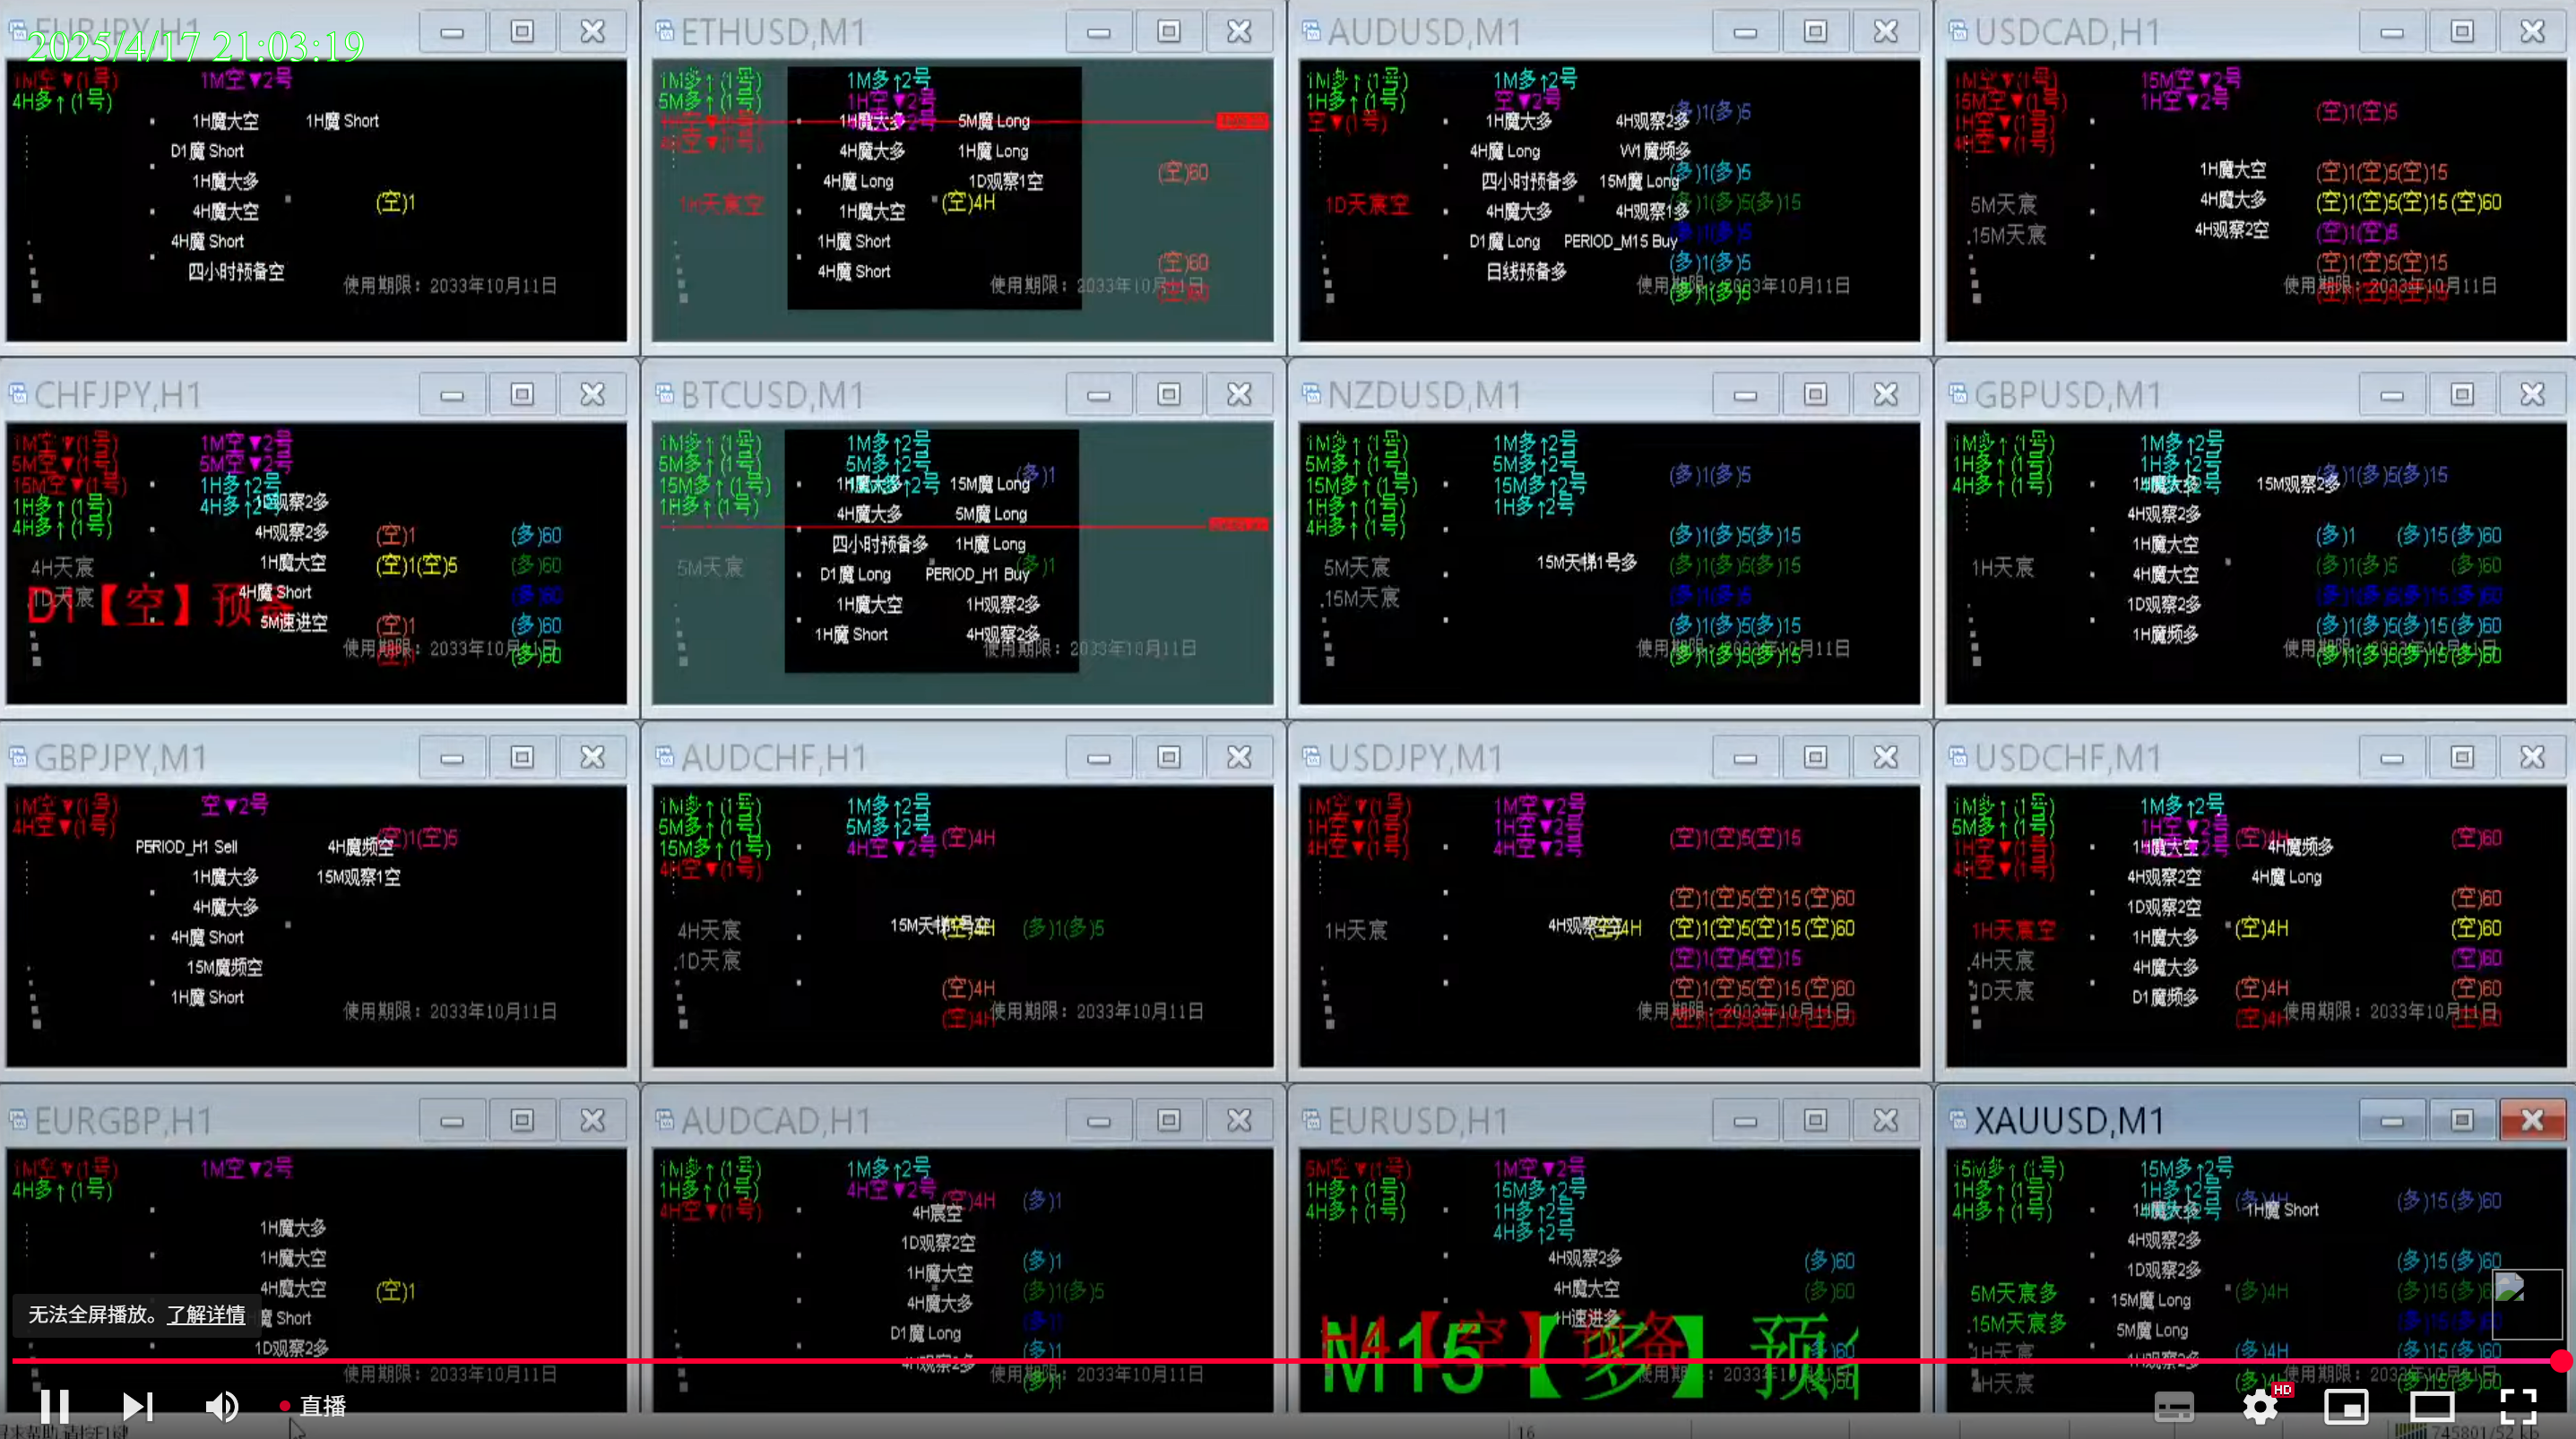 EURJPY,H1
2025/4/17 21:03:19
1M空▼(1号) 1M空▼2号
4H多↑(1号)
1H魔大空 1H魔 Short
D1魔 Short
1H魔大多
(空)1
4H魔大空
4H魔 Short
四小时预备空
使用期限：2033年10月11日
ETHUSD,M1
1M多↑(1号) 1M多↑2号
5M多↑(1号) 1H空▼2号
1H魔大多 5M魔 Long
4H魔大多 1H魔 Long
(空)60
4H魔 Long 1D观察1空
(空)4H
1H魔大空
1H魔 Short
(空)60
4H魔 Short
使用期限：2033年10月11日
AUDUSD,M1
1M多↑(1号) 1M多↑2号
1H多↑(1号) 空▼2号
空▼(1号)
1H魔大多 4H观察2多 (多)1(多)5
4H魔 Long W1魔频多
(多)1(多)5
四小时预备多 15M魔 Long
1D天宸空 (多)1(多)5(多)15
4H魔大多 4H观察1多
D1魔 Long PERIOD_M15 Buy (多)1(多)5
日线预备多 (多)1(多)5
使用期限：2033年10月11日
(多)1(多)5
USDCAD,H1
1M空▼(1号) 15M空▼2号
15M空▼(1号) 1H空▼2号
1H空▼(1号) (空)1(空)5
4H空▼(1号)
1H魔大空 (空)1(空)5(空)15
5M天宸 4H魔大多 (空)1(空)5(空)15(空)60
15M天宸 4H观察2空 (空)1(空)5
(空)1(空)5(空)15
使用期限：2033年10月11日
CHFJPY,H1
1M空▼(1号) 1M空▼2号
5M空▼(1号) 5M空▼2号
15M空▼(1号) 1H多↑2号
1H多↑(1号) 4H多↑2号
4H多↑(1号)
4H观察2多 (空)1 (多)60
4H天宸 1H魔大空 (空)1(空)5 (多)60
1D天宸 4H魔 Short (多)60
D1【空】预备
5M速进空 (空)1 (多)60
使用期限：2033年10月11日
(多)60
BTCUSD,M1
1M多↑(1号) 1M多↑2号
5M多↑(1号) 5M多↑2号
(多)1
15M多↑(1号)
1H魔大多 15M魔 Long
1H多↑(1号)
4H魔大多 5M魔 Long
四小时预备多 1H魔 Long
5M天宸 (多)1
D1魔 Long PERIOD_H1 Buy
1H魔大空 1H观察2多
1H魔 Short 4H观察2多
使用期限：2033年10月11日
NZDUSD,M1
1M多↑(1号) 1M多↑2号
5M多↑(1号) 5M多↑2号 (多)1(多)5
15M多↑(1号) 15M多↑2号
1H多↑(1号) 1H多↑2号
4H多↑(1号) (多)1(多)5(多)15
15M天梯1号多
5M天宸 (多)1(多)5(多)15
15M天宸 (多)1(多)5
(多)1(多)5(多)15
使用期限：2033年10月11日
(多)1(多)5(多)15
GBPUSD,M1
1M多↑(1号) 1M多↑2号
1H多↑(1号) 1H多↑2号 (多)1(多)5(多)15
4H多↑(1号)
1H魔大多 15M观察2多
4H观察2多
1H魔大空 (多)1 (多)15(多)60
1H天宸 4H魔大空 (多)1(多)5 (多)60
1D观察2多 (多)1(多)5(多)15(多)60
1H魔频多 (多)1(多)5(多)15(多)60
使用期限：2033年10月11日
(多)1(多)5(多)15(多)60
GBPJPY,M1
1M空▼(1号) 空▼2号
4H空▼(1号) (空)1(空)5
PERIOD_H1 Sell 4H魔频空
1H魔大多 15M观察1空
4H魔大多
4H魔 Short
15M魔频空
1H魔 Short
使用期限：2033年10月11日
AUDCHF,H1
1M多↑(1号) 1M多↑2号
5M多↑(1号) 5M多↑2号
15M多↑(1号) 4H空▼2号 (空)4H
4H空▼(1号)
15M天梯1号空
4H天宸 (空)4H (多)1(多)5
1D天宸
(空)4H
使用期限：2033年10月11日
(空)4H
USDJPY,M1
1M空▼(1号) 1M空▼2号
1H空▼(1号) 1H空▼2号 (空)1(空)5(空)15
4H空▼(1号) 4H空▼2号
(空)1(空)5(空)15(空)60
1H天宸 4H观察2空 (空)4H (空)1(空)5(空)15(空)60
(空)1(空)5(空)15
(空)1(空)5(空)15(空)60
使用期限：2033年10月11日
USDCHF,M1
1M多↑(1号) 1M多↑2号
5M多↑(1号) 1H空▼2号 (空)4H (空)60
1H空▼(1号) 1H魔大空 4H魔频多
4H空▼(1号) 4H观察2空 4H魔 Long
1D观察2空 (空)60
1H天宸空 1H魔大多 (空)4H (空)60
4H天宸 4H魔大多 (空)60
1D天宸 D1魔频多 (空)4H (空)60
使用期限：2033年10月11日
(空)4H (空)60
EURGBP,H1
1M空▼(1号) 1M空▼2号
4H多↑(1号)
1H魔大多
1H魔大空
4H魔大空 (空)1
魔 Short
1D观察2多
使用期限：2033年10月11日
AUDCAD,H1
1M多↑(1号) 1M多↑2号
1H多↑(1号) 4H空▼2号 (空)4H (多)1
4H空▼(1号)
4H宸空
1D观察2空 (多)1
1H魔大空 (多)1(多)5
4H魔大多
D1魔 Long (多)1
4H观察2多 (多)1
使用期限：2033年10月11日
(多)1
EURUSD,H1
5M空▼(1号) 1M空▼2号
1H多↑(1号) 15M多↑2号
4H多↑(1号) 1H多↑2号
4H多↑2号
4H观察2多 (多)60
4H魔大空 (多)60
1H速进多
H4【空】预备
M15【多】预备
(多)60
使用期限：2033年10月11日
XAUUSD,M1
15M多↑(1号) 15M多↑2号
1H多↑(1号) 1H多↑2号 (多)4H (多)15(多)60
4H多↑(1号) 1H魔大多 1H魔 Short
4H观察2多
1D观察2多 (多)15(多)60
5M天宸多 15M魔 Long (多)4H
15M天宸多 5M魔 Long
1H天宸 (多)4H (多)15(多)60
4H天宸
使用期限：2033年10月11日
无法全屏播放。了解详情
直播
HD
16
745801/52 kb